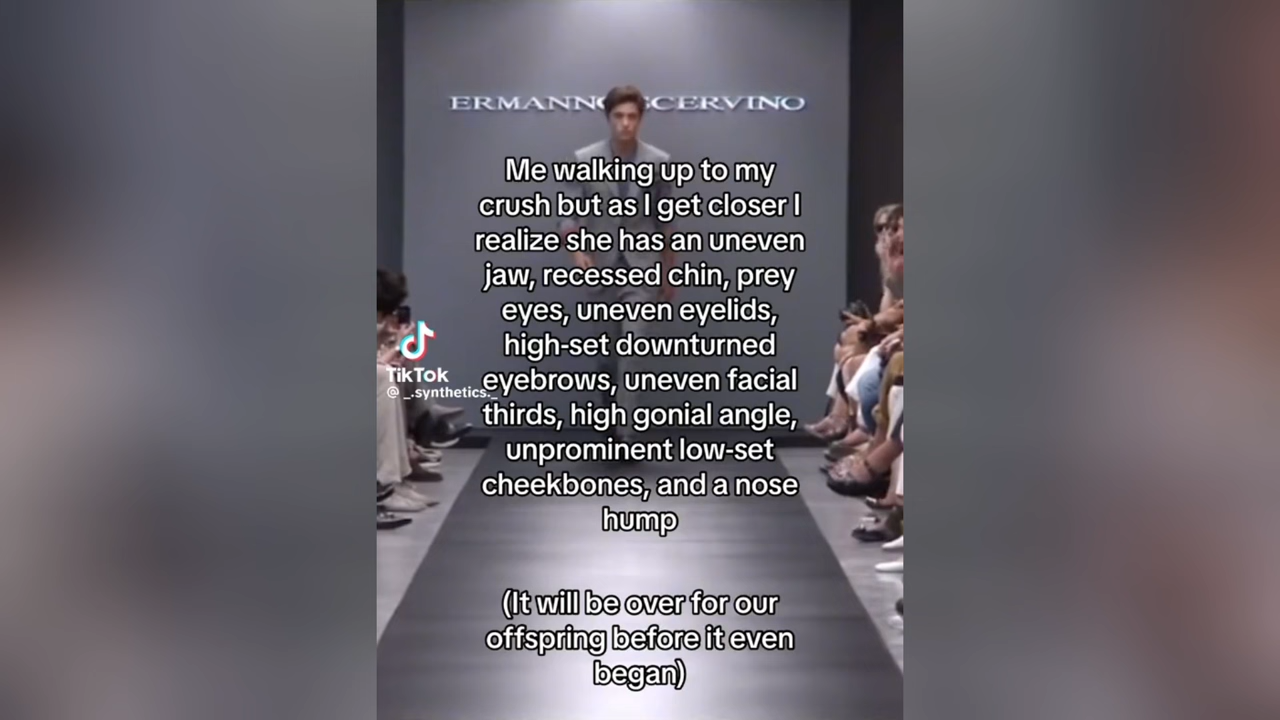 ERMANNO SCERVINO
Me walking up to my
crush but as I get closer I
realize she has an uneven
jaw, recessed chin, prey
eyes, uneven eyelids,
high-set downturned
eyebrows, uneven facial
thirds, high gonial angle,
unprominent low-set
cheekbones, and a nose
hump
TikTok
@ _.synthetics._
(It will be over for our
offspring before it even
began)